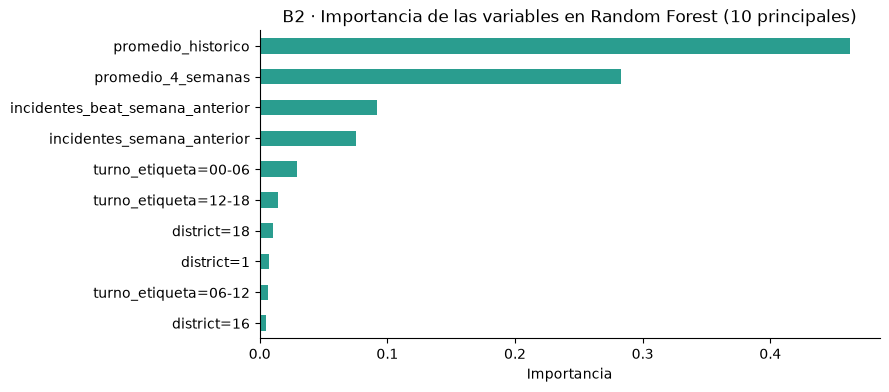 B2 · Importancia de las variables en Random Forest (10 principales)
promedio_historico
promedio_4_semanas
incidentes_beat_semana_anterior
incidentes_semana_anterior
turno_etiqueta=00-06
turno_etiqueta=12-18
district=18
district=1
turno_etiqueta=06-12
district=16
0.0 0.1 0.2 0.3 0.4
Importancia